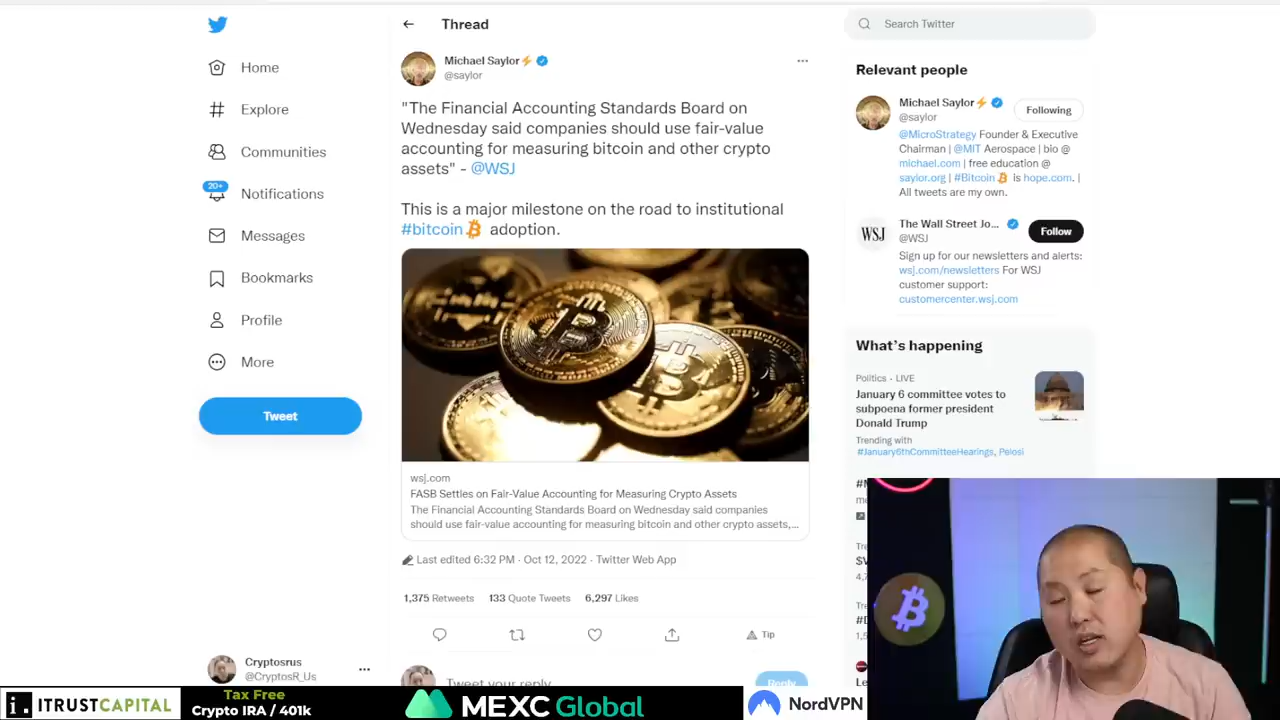 Home
Explore
Communities
20+
Notifications
Messages
Bookmarks
Profile
More
Tweet
Cryptosrus
@CryptosR_Us
Thread
Michael Saylor
@saylor
"The Financial Accounting Standards Board on
Wednesday said companies should use fair-value
accounting for measuring bitcoin and other crypto
assets" - @WSJ
This is a major milestone on the road to institutional
#bitcoin adoption.
wsj.com
FASB Settles on Fair-Value Accounting for Measuring Crypto Assets
The Financial Accounting Standards Board on Wednesday said companies
should use fair-value accounting for measuring bitcoin and other crypto assets,...
Last edited 6:32 PM · Oct 12, 2022 · Twitter Web App
1,375 Retweets 133 Quote Tweets 6,297 Likes
Tip
Tweet your reply
Reply
Search Twitter
Relevant people
Michael Saylor
@saylor
Following
@MicroStrategy Founder & Executive
Chairman | @MIT Aerospace | bio @
michael.com | free education @
saylor.org | #Bitcoin is hope.com. |
All tweets are my own.
WSJ
The Wall Street Jo...
@WSJ
Follow
Sign up for our newsletters and alerts:
wsj.com/newsletters For WSJ
customer support:
customercenter.wsj.com
What's happening
Politics · LIVE
January 6 committee votes to
subpoena former president
Donald Trump
Trending with
#January6thCommitteeHearings, Pelosi
i. ITRUSTCAPITAL
Tax Free
Crypto IRA / 401k
MEXC Global
NordVPN